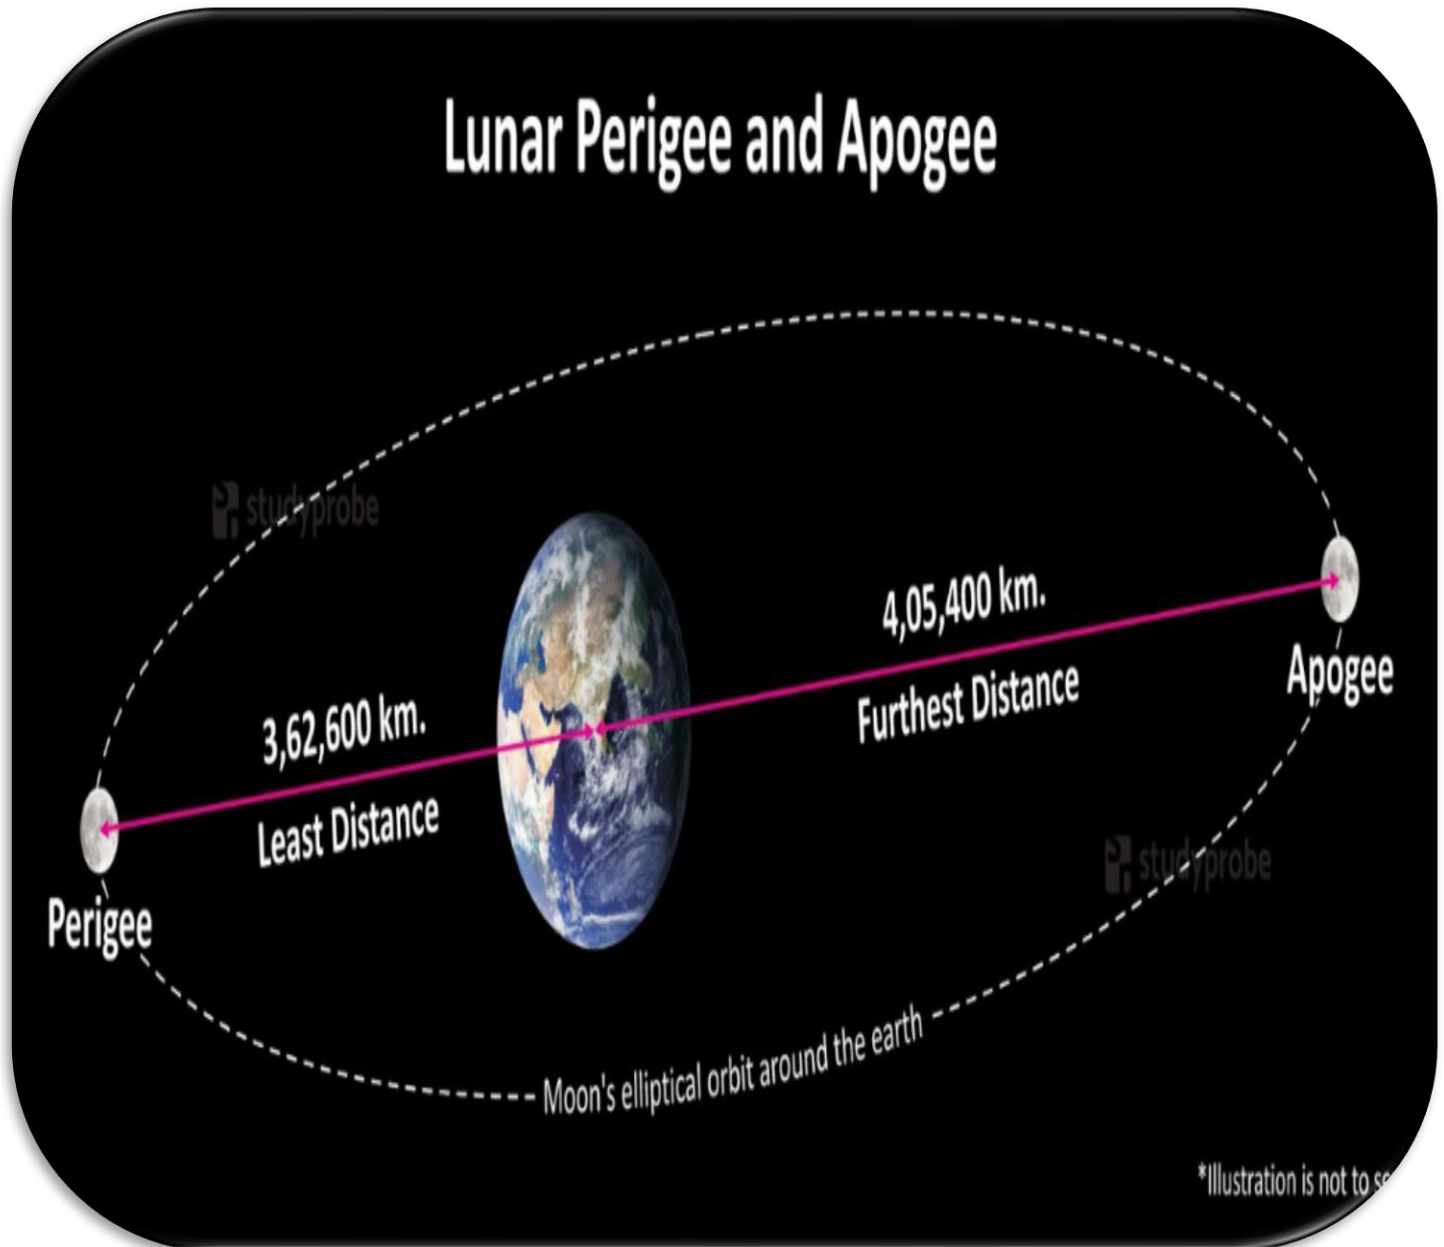 Lunar Perigee and Apogee
studyprobe
4,05,400 km.
Furthest Distance
Apogee
3,62,600 km.
Least Distance
Perigee
studyprobe
Moon's elliptical orbit around the earth
*Illustration is not to